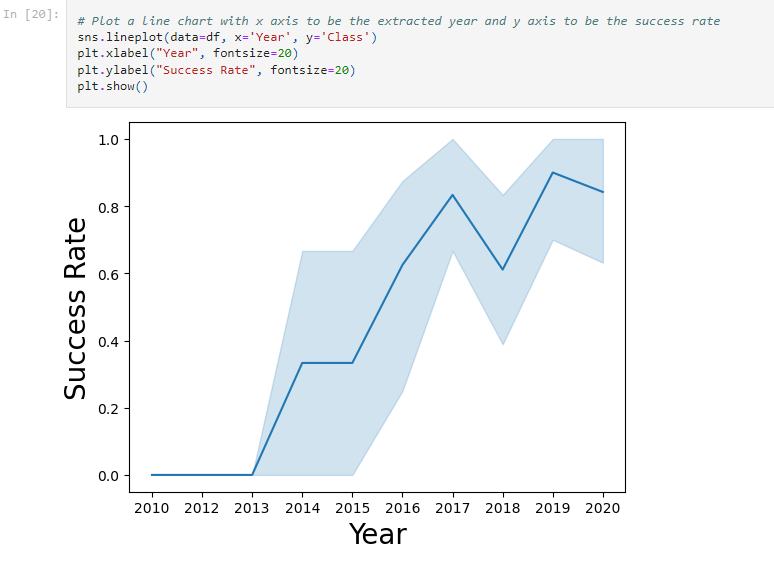 In [20]:
# Plot a line chart with x axis to be the extracted year and y axis to be the success rate
sns.lineplot(data=df, x='Year', y='Class')
plt.xlabel("Year", fontsize=20)
plt.ylabel("Success Rate", fontsize=20)
plt.show()
Success Rate
1.0
0.8
0.6
0.4
0.2
0.0
2010 2012 2013 2014 2015 2016 2017 2018 2019 2020
Year